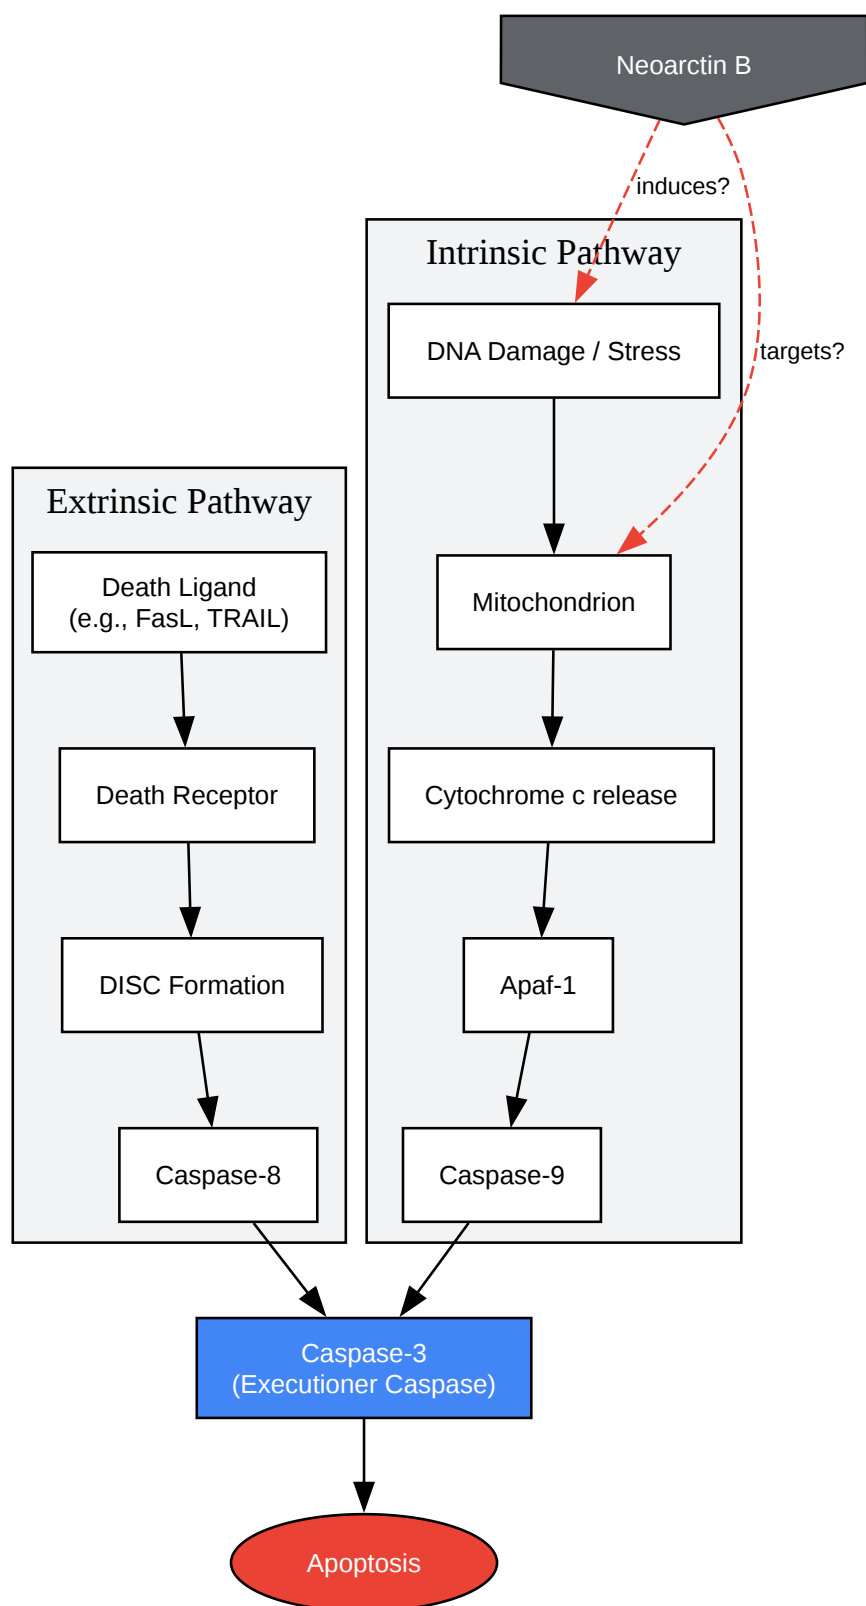 Neoarctin B
induces?
Intrinsic Pathway
DNA Damage / Stress
targets?
Extrinsic Pathway
Death Ligand
(e.g., FasL, TRAIL)
Mitochondrion
Death Receptor
Cytochrome c release
DISC Formation
Apaf-1
Caspase-8
Caspase-9
Caspase-3
(Executioner Caspase)
Apoptosis